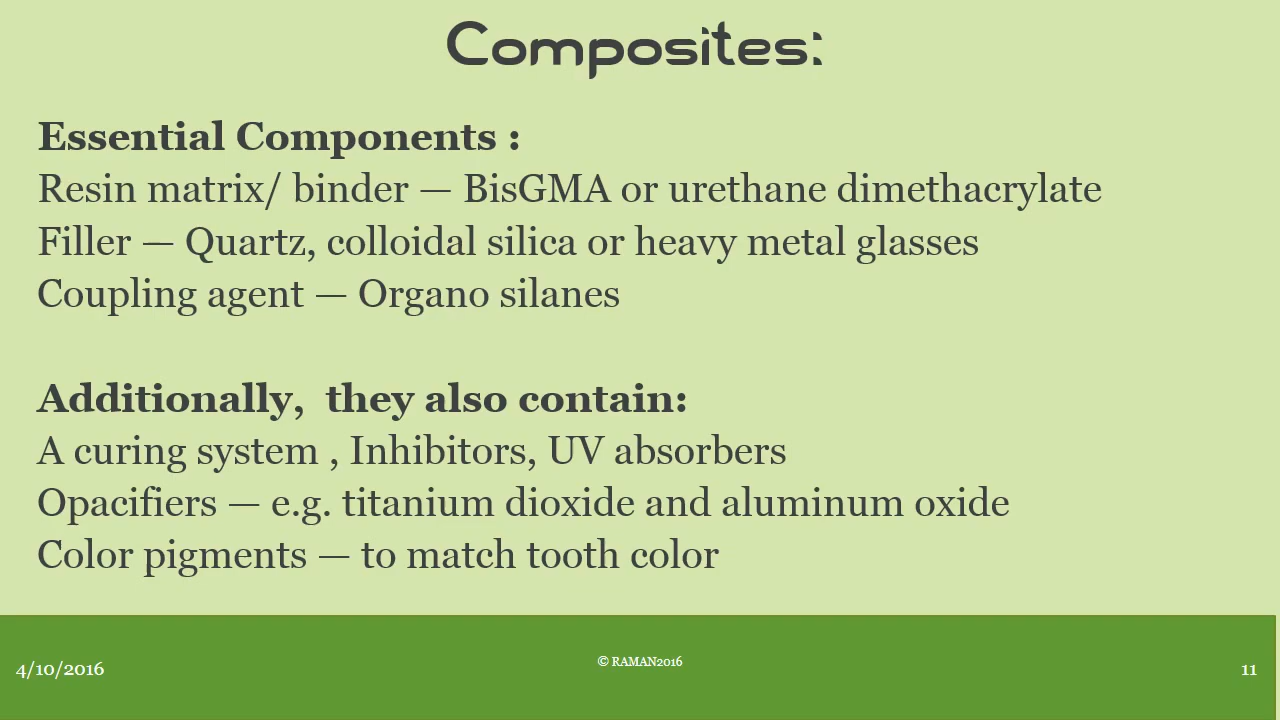 Composites:
Essential Components :
Resin matrix/ binder — BisGMA or urethane dimethacrylate
Filler — Quartz, colloidal silica or heavy metal glasses
Coupling agent — Organo silanes
Additionally,  they also contain:
A curing system , Inhibitors, UV absorbers
Opacifiers — e.g. titanium dioxide and aluminum oxide
Color pigments — to match tooth color
4/10/2016
© RAMAN2016
11